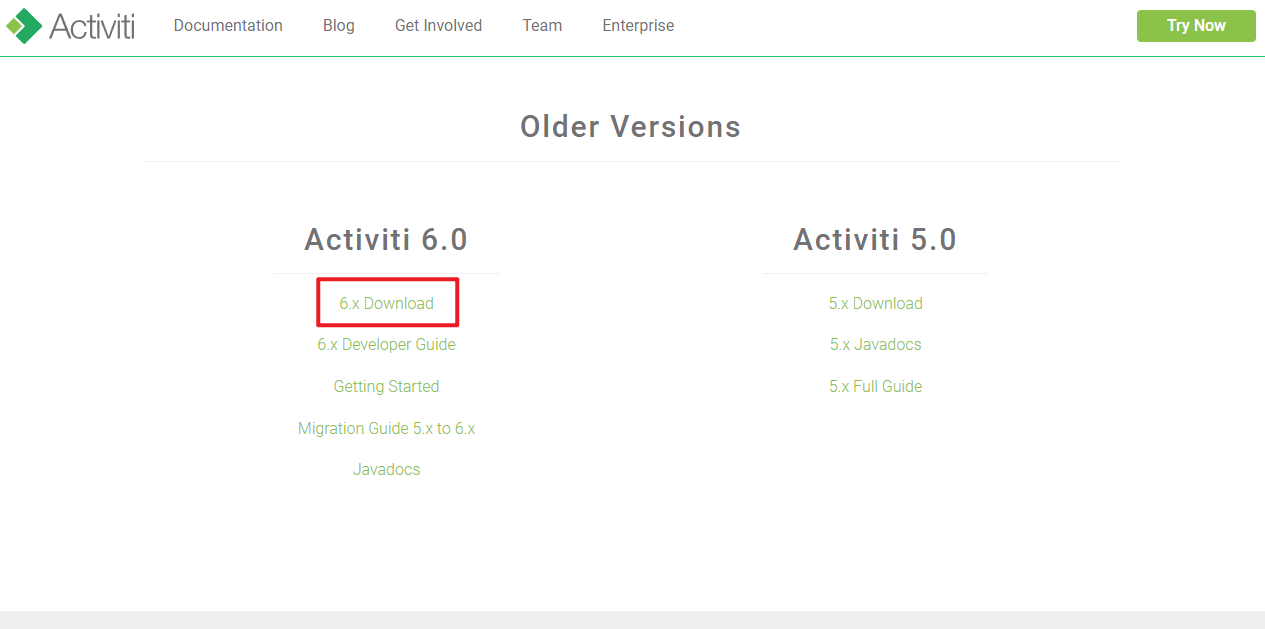 Activiti Documentation Blog Get Involved Team Enterprise Try Now
Older Versions
Activiti 6.0
6.x Download
6.x Developer Guide
Getting Started
Migration Guide 5.x to 6.x
Javadocs
Activiti 5.0
5.x Download
5.x Javadocs
5.x Full Guide